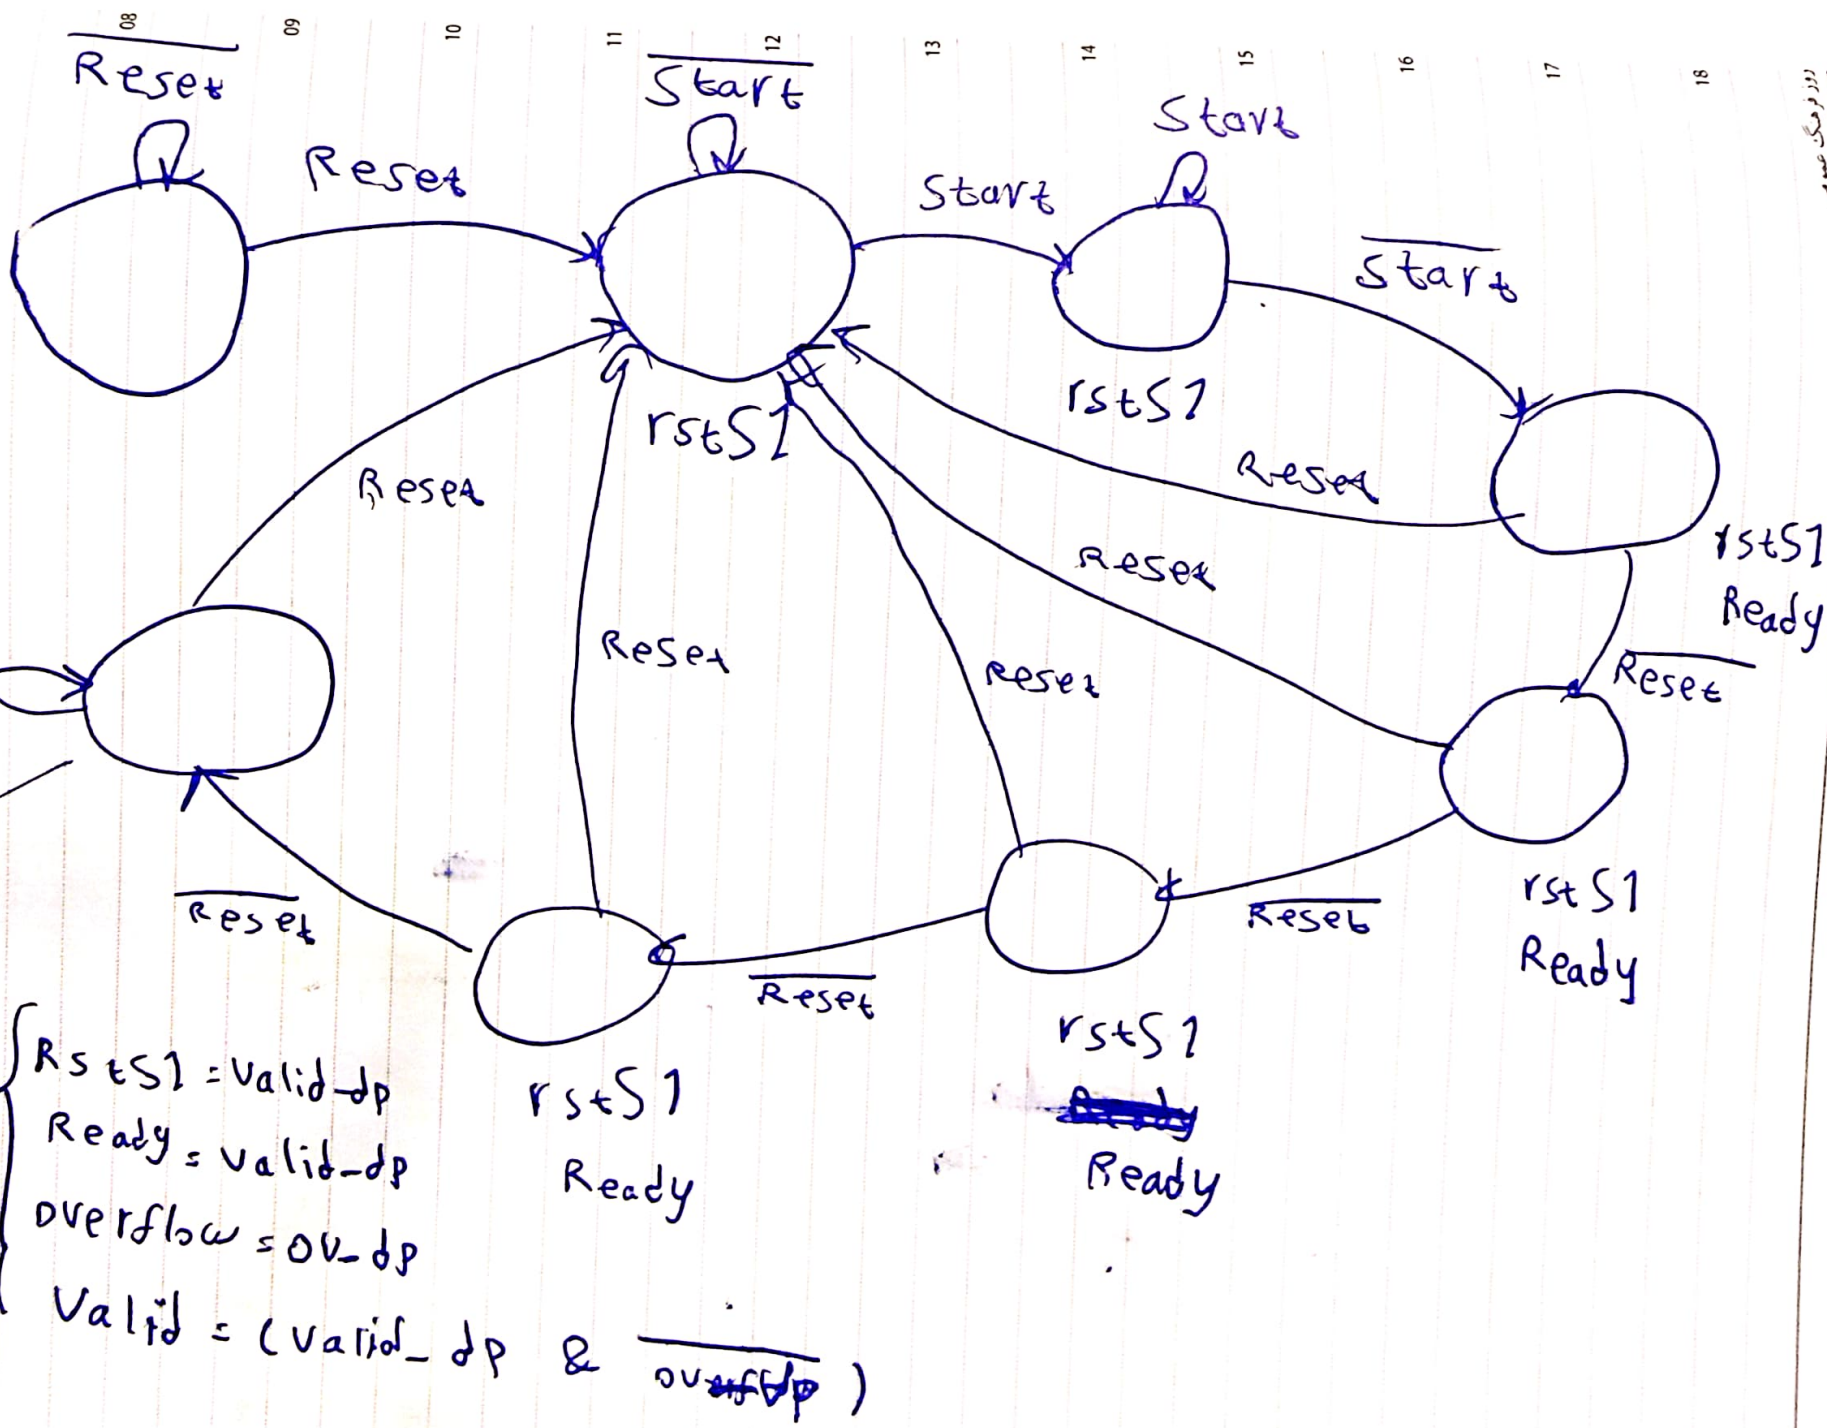 08 09 10 11 12 13 14 15 16 17 18
Reset
Start
Start
Reset
Start
Start
rstS1
rstS1
Reset
Reset
rstS1
Ready
Reset
Reset
Reset
Reset
rstS1
Ready
Reset
Reset
Reset
rstS1
Ready
rstS1
Ready
RstS1 = Valid_dp
Ready = valid_dp
overflow = ov_dp
Valid = (valid_dp & ov dp)